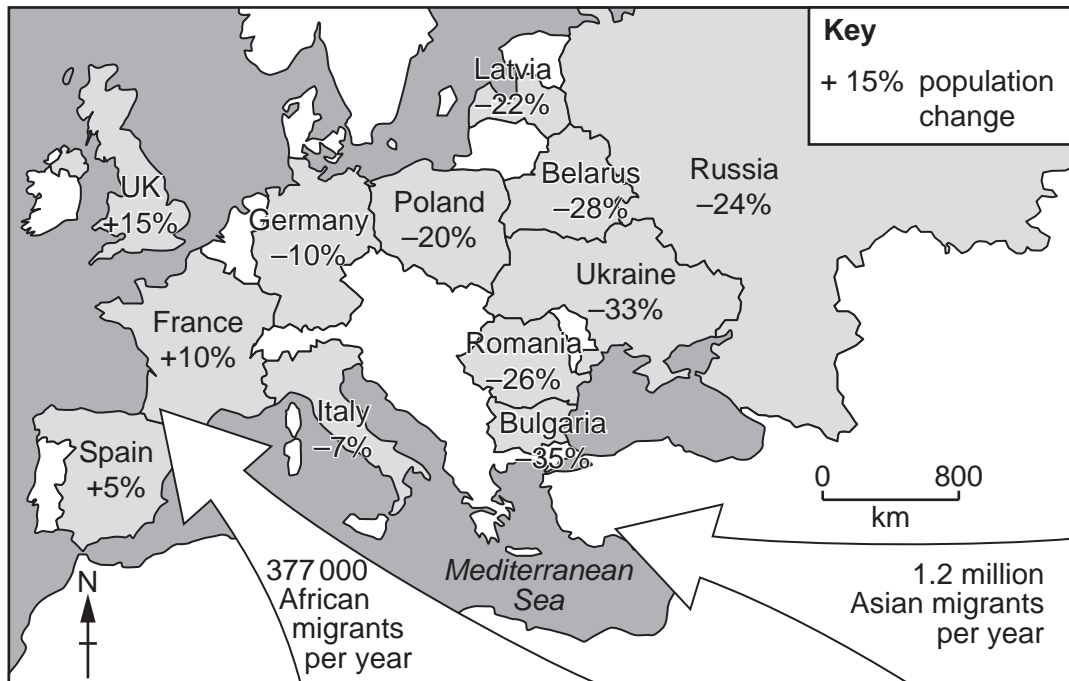 Key
+ 15% population
change
Latvia
–22%
Russia
–24%
Belarus
–28%
UK
+15%
Poland
–20%
Germany
–10%
Ukraine
–33%
France
+10%
Romania
–26%
Italy
–7%
Bulgaria
–35%
Spain
+5%
0 800
km
N
377 000
African
migrants
per year
Mediterranean
Sea
1.2 million
Asian migrants
per year